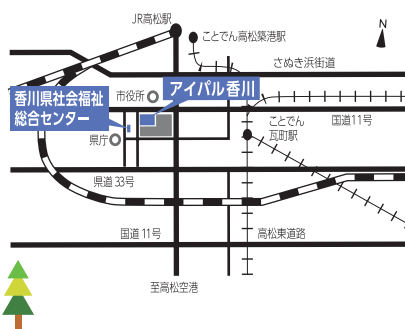 JR高松駅
N
ことでん高松築港駅
さぬき浜街道
アイパル香川
市役所
香川県社会福祉
総合センター
ことでん
瓦町駅
国道11号
県庁
県道33号
国道11号
高松東道路
至高松空港